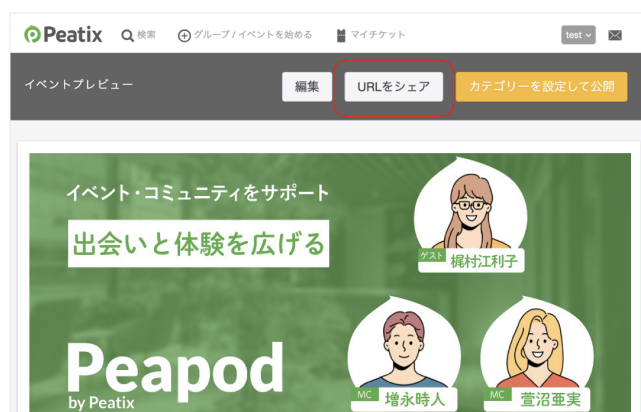 Peatix 検索 グループ / イベントを始める マイチケット test
イベントプレビュー 編集 URLをシェア カテゴリーを設定して公開
イベント・コミュニティをサポート
出会いと体験を広げる
ゲスト 梶村江利子
Peapod
by Peatix
MC 増永時人
MC 萱沼亜実